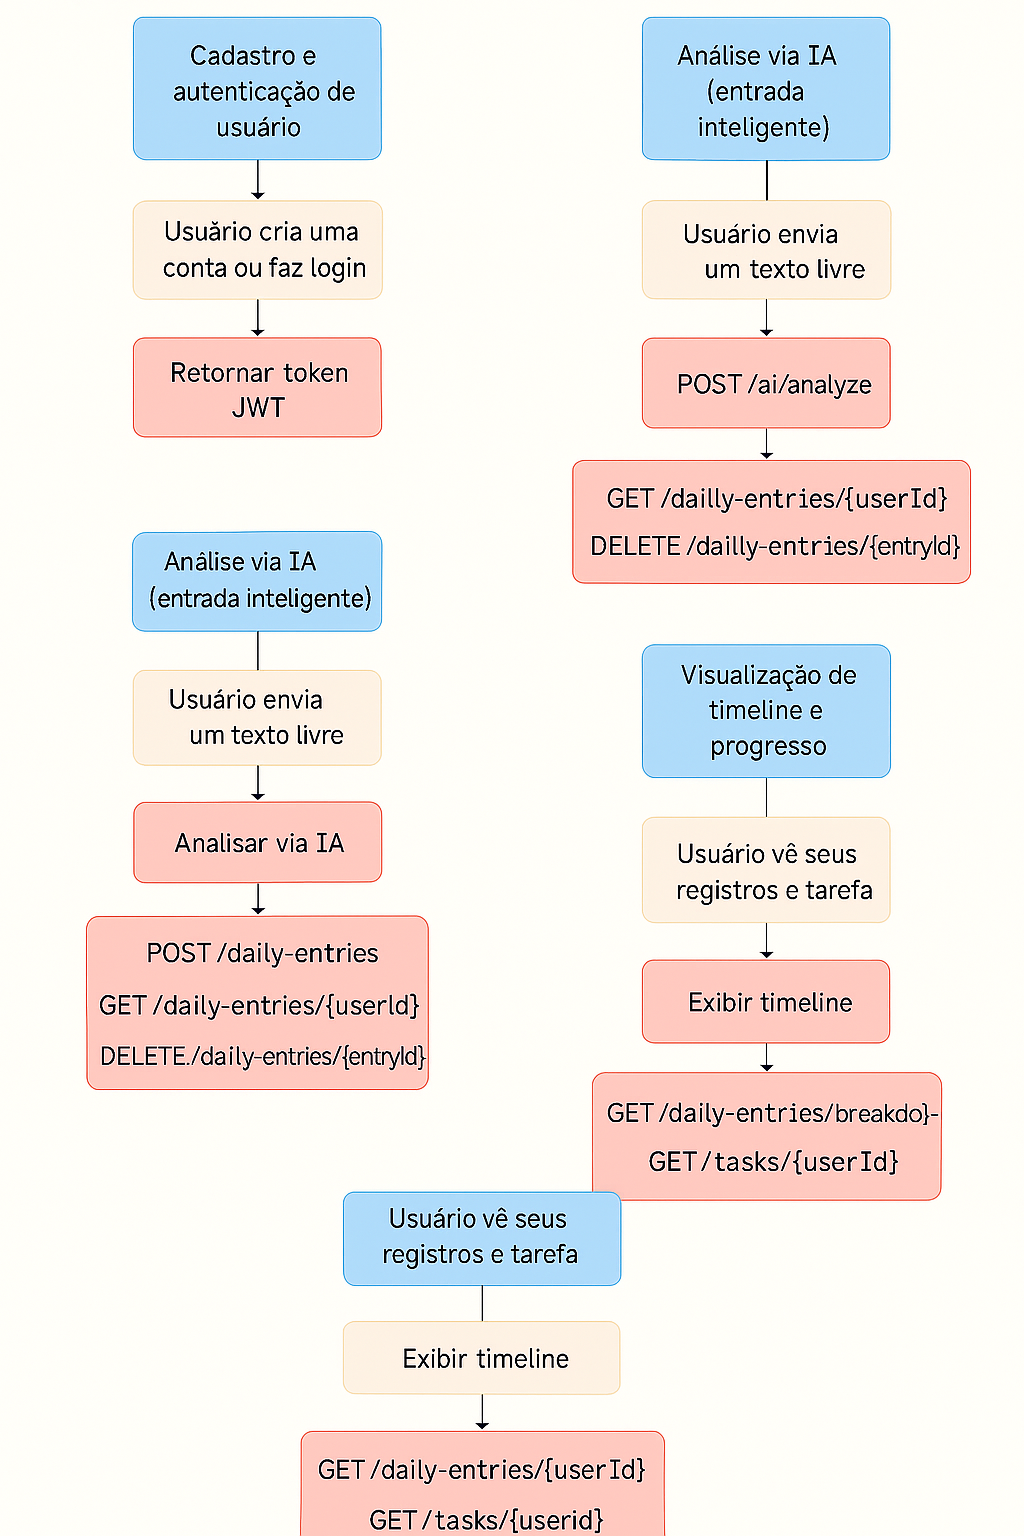 Cadastro e
autenticação de
usuário
Usuário cria uma
conta ou faz login
Retornar token
JWT
Análise via IA
(entrada
inteligente)
Usuário envia
um texto livre
POST /ai/analyze
GET /dailly-entries/{userId}
DELETE /dailly-entries/{entryId}
Análise via IA
(entrada inteligente)
Usuário envia
um texto livre
Analisar via IA
POST /daily-entries
GET /daily-entries/{userId}
DELETE./daily-entries/{entryId}
Visualização de
timeline e
progresso
Usuário vê seus
registros e tarefa
Exibir timeline
GET /daily-entries/breakdo}-
GET /tasks/{userId}
Usuário vê seus
registros e tarefa
Exibir timeline
GET /daily-entries/{userId}
GET /tasks/{userid}